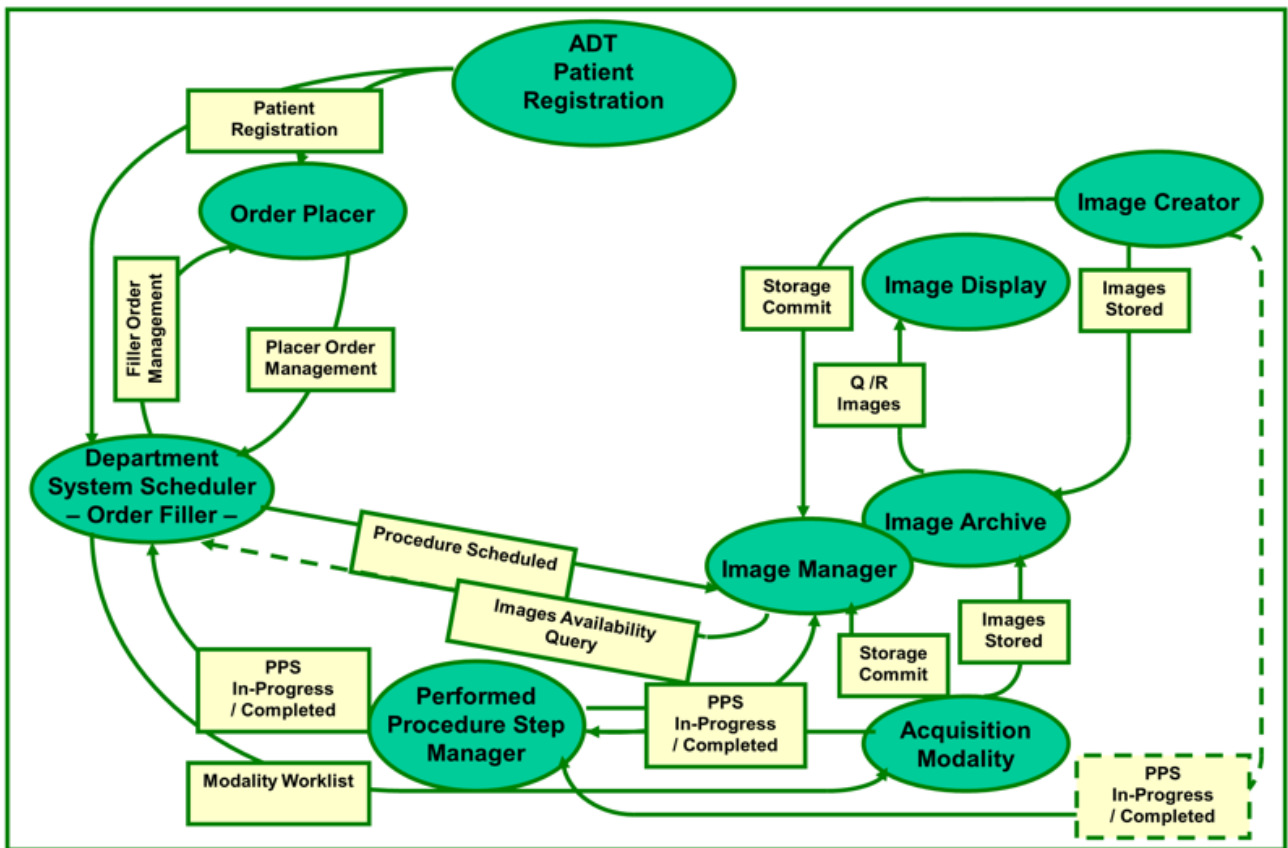 ADT
Patient
Registration
Patient
Registration
Order Placer
Image Creator
Filler Order
Management
Placer Order
Management
Storage
Commit
Image Display
Images
Stored
Q /R
Images
Department
System Scheduler
– Order Filler –
Image Archive
Procedure Scheduled
Image Manager
Images Availability
Query
Images
Stored
Storage
Commit
PPS
In-Progress
/ Completed
Performed
Procedure Step
Manager
PPS
In-Progress
/ Completed
Acquisition
Modality
Modality Worklist
PPS
In-Progress
/ Completed